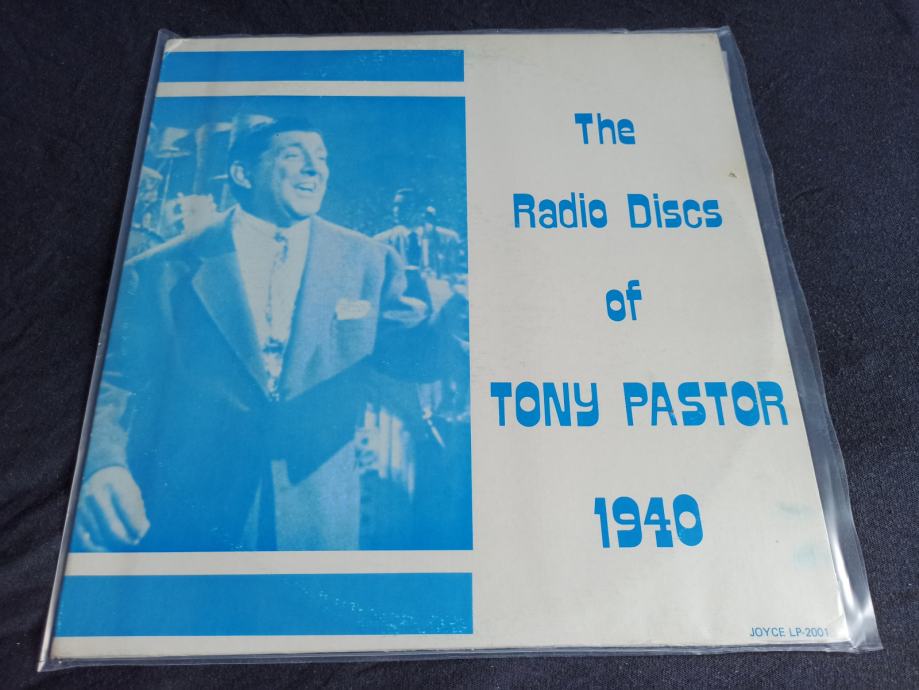 The
Radio Discs
of
TONY PASTOR
1940
JOYCE LP-2001